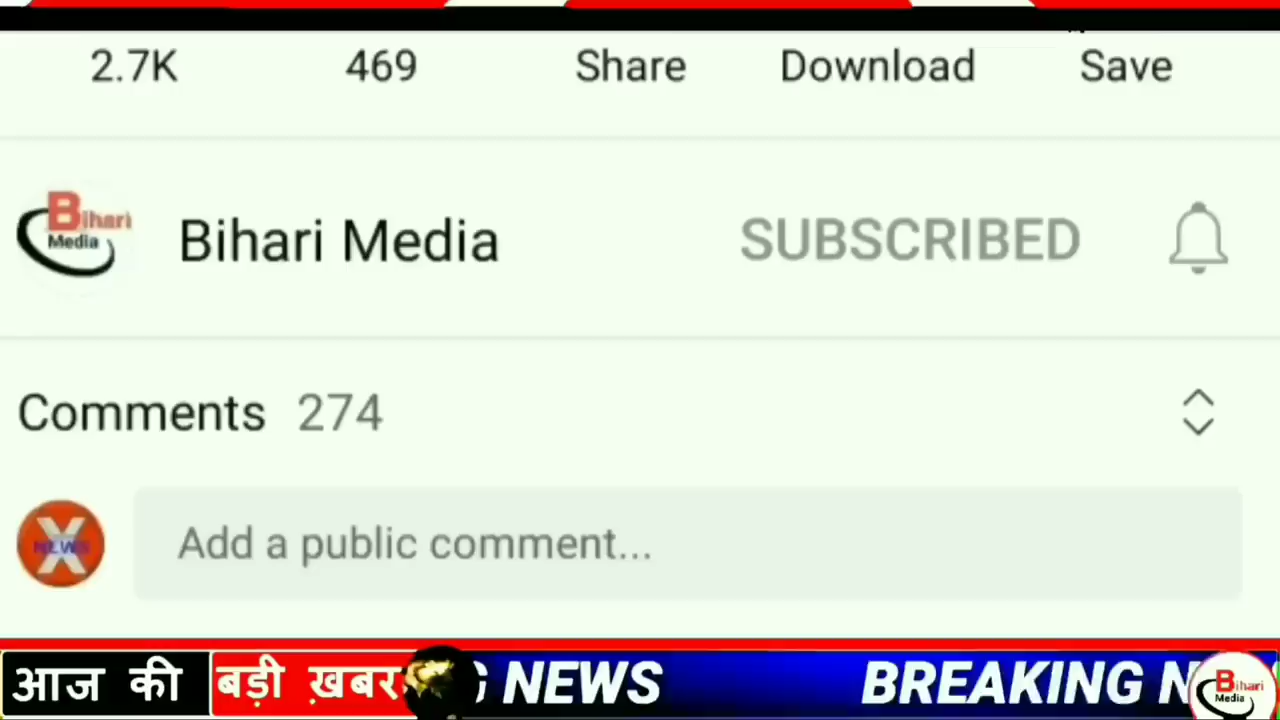 2.7K 469 Share Download Save
Bihari Media
Bihari Media SUBSCRIBED
Comments 274
X NEWS
Add a public comment...
आज की बड़ी ख़बर G NEWS BREAKING N
Bihari Media